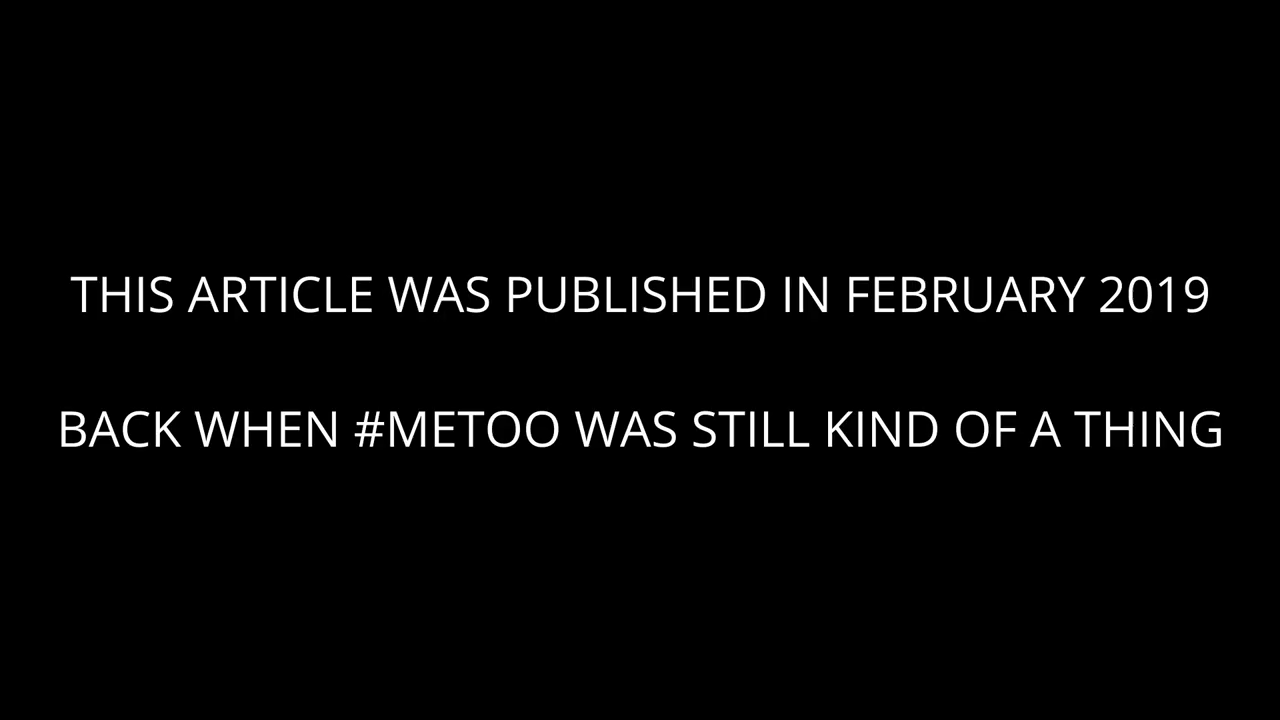 THIS ARTICLE WAS PUBLISHED IN FEBRUARY 2019
BACK WHEN #METOO WAS STILL KIND OF A THING